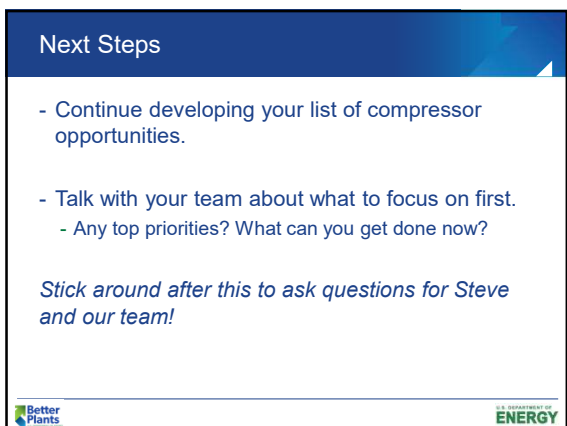 Next Steps
- Continue developing your list of compressor
opportunities.
- Talk with your team about what to focus on first.
- Any top priorities? What can you get done now?
Stick around after this to ask questions for Steve
and our team!
Better
Plants
U.S. DEPARTMENT OF
ENERGY